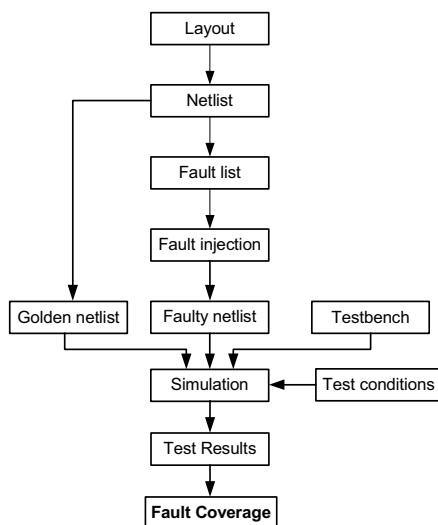 Layout
Netlist
Fault list
Fault injection
Golden netlist
Faulty netlist
Testbench
Simulation
Test conditions
Test Results
Fault Coverage